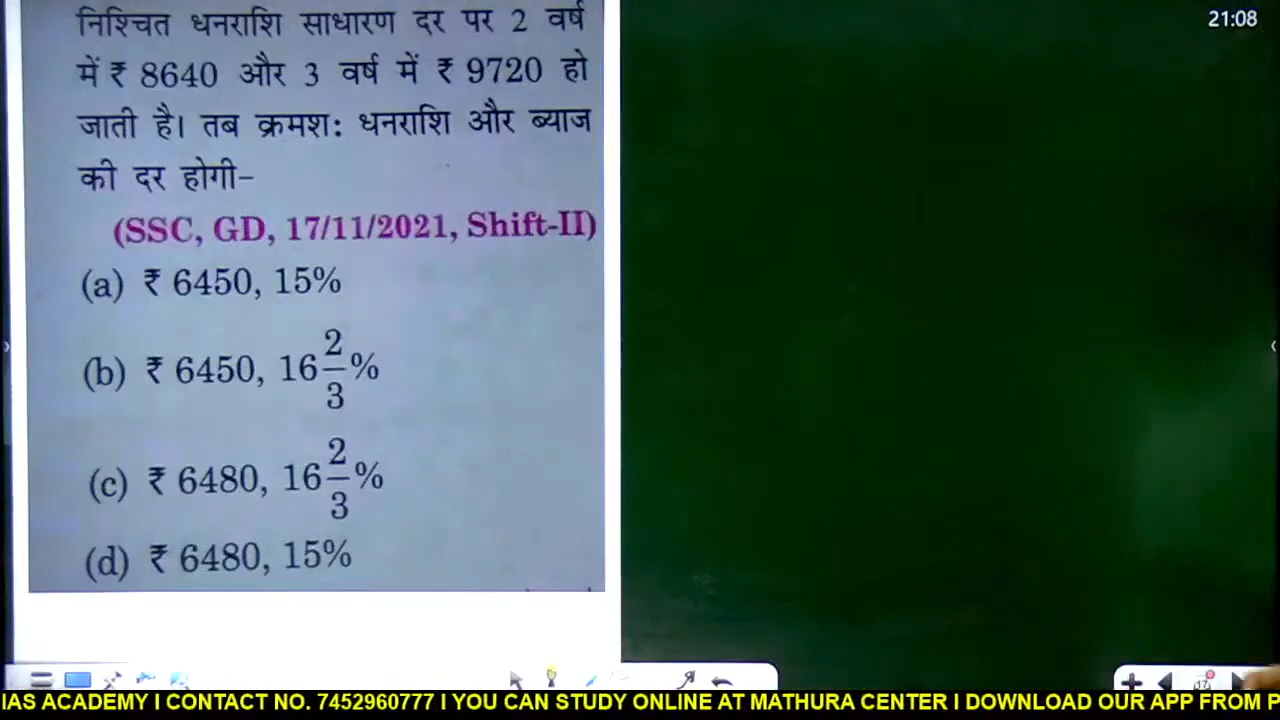 21:08
निश्चित धनराशि साधारण दर पर 2 वर्ष
में ₹ 8640 और 3 वर्ष में ₹ 9720 हो
जाती है। तब क्रमशः धनराशि और ब्याज
की दर होगी-
(SSC, GD, 17/11/2021, Shift-II)
(a) ₹ 6450, 15%
(b) ₹ 6450, 16 2/3 %
(c) ₹ 6480, 16 2/3 %
(d) ₹ 6480, 15%
IAS ACADEMY I CONTACT NO. 7452960777 I YOU CAN STUDY ONLINE AT MATHURA CENTER I DOWNLOAD OUR APP FROM P